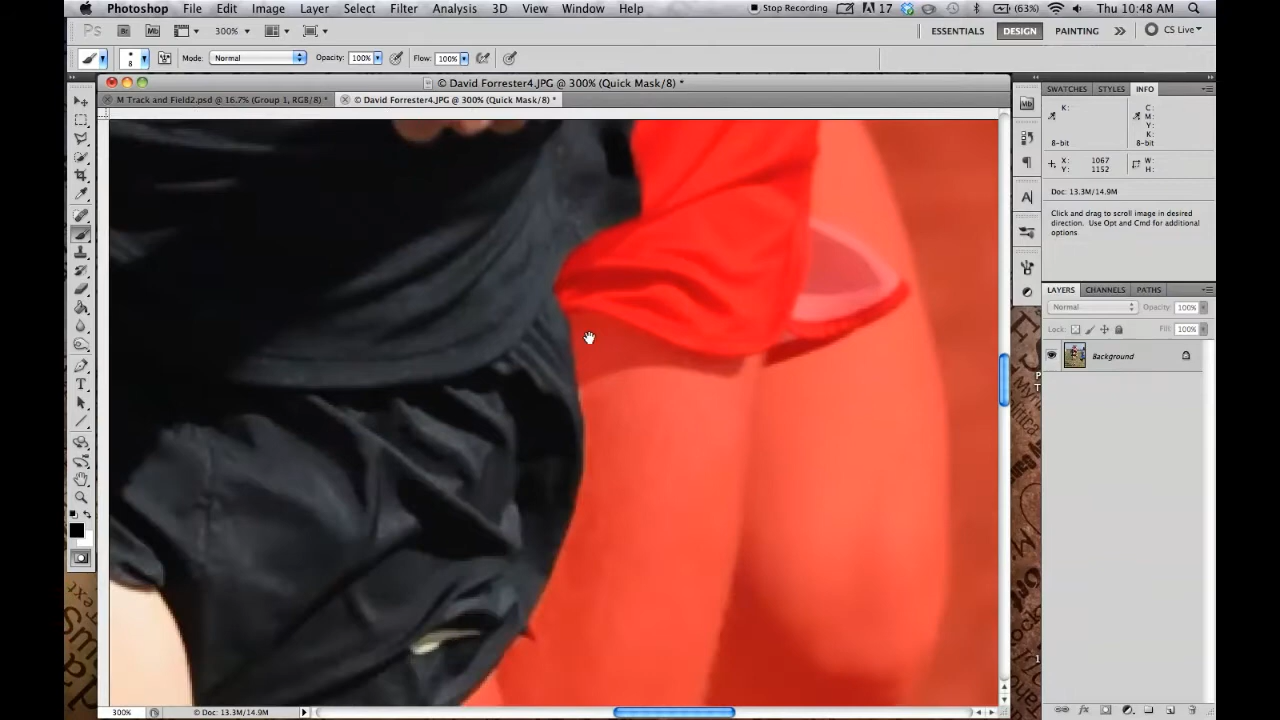 Photoshop File Edit Image Layer Select Filter Analysis 3D View Window Help Stop Recording 17 (63%) Thu 10:48 AM
Ps Br Mb 300% ESSENTIALS DESIGN PAINTING CS Live
8 Mode: Normal Opacity: 100% Flow: 100%
© David Forrester4.JPG @ 300% (Quick Mask/8) *
M Track and Field2.psd @ 16.7% (Group 1, RGB/8) * © David Forrester4.JPG @ 300% (Quick Mask/8) *
SWATCHES STYLES INFO
K: C:
M:
Y:
K:
8-bit 8-bit
X: 1067 W:
Y: 1152 H:
Doc: 13.3M/14.9M
Click and drag to scroll image in desired
direction. Use Opt and Cmd for additional
options
LAYERS CHANNELS PATHS
Normal Opacity: 100%
Lock: Fill: 100%
Background
300% Doc: 13.3M/14.9M